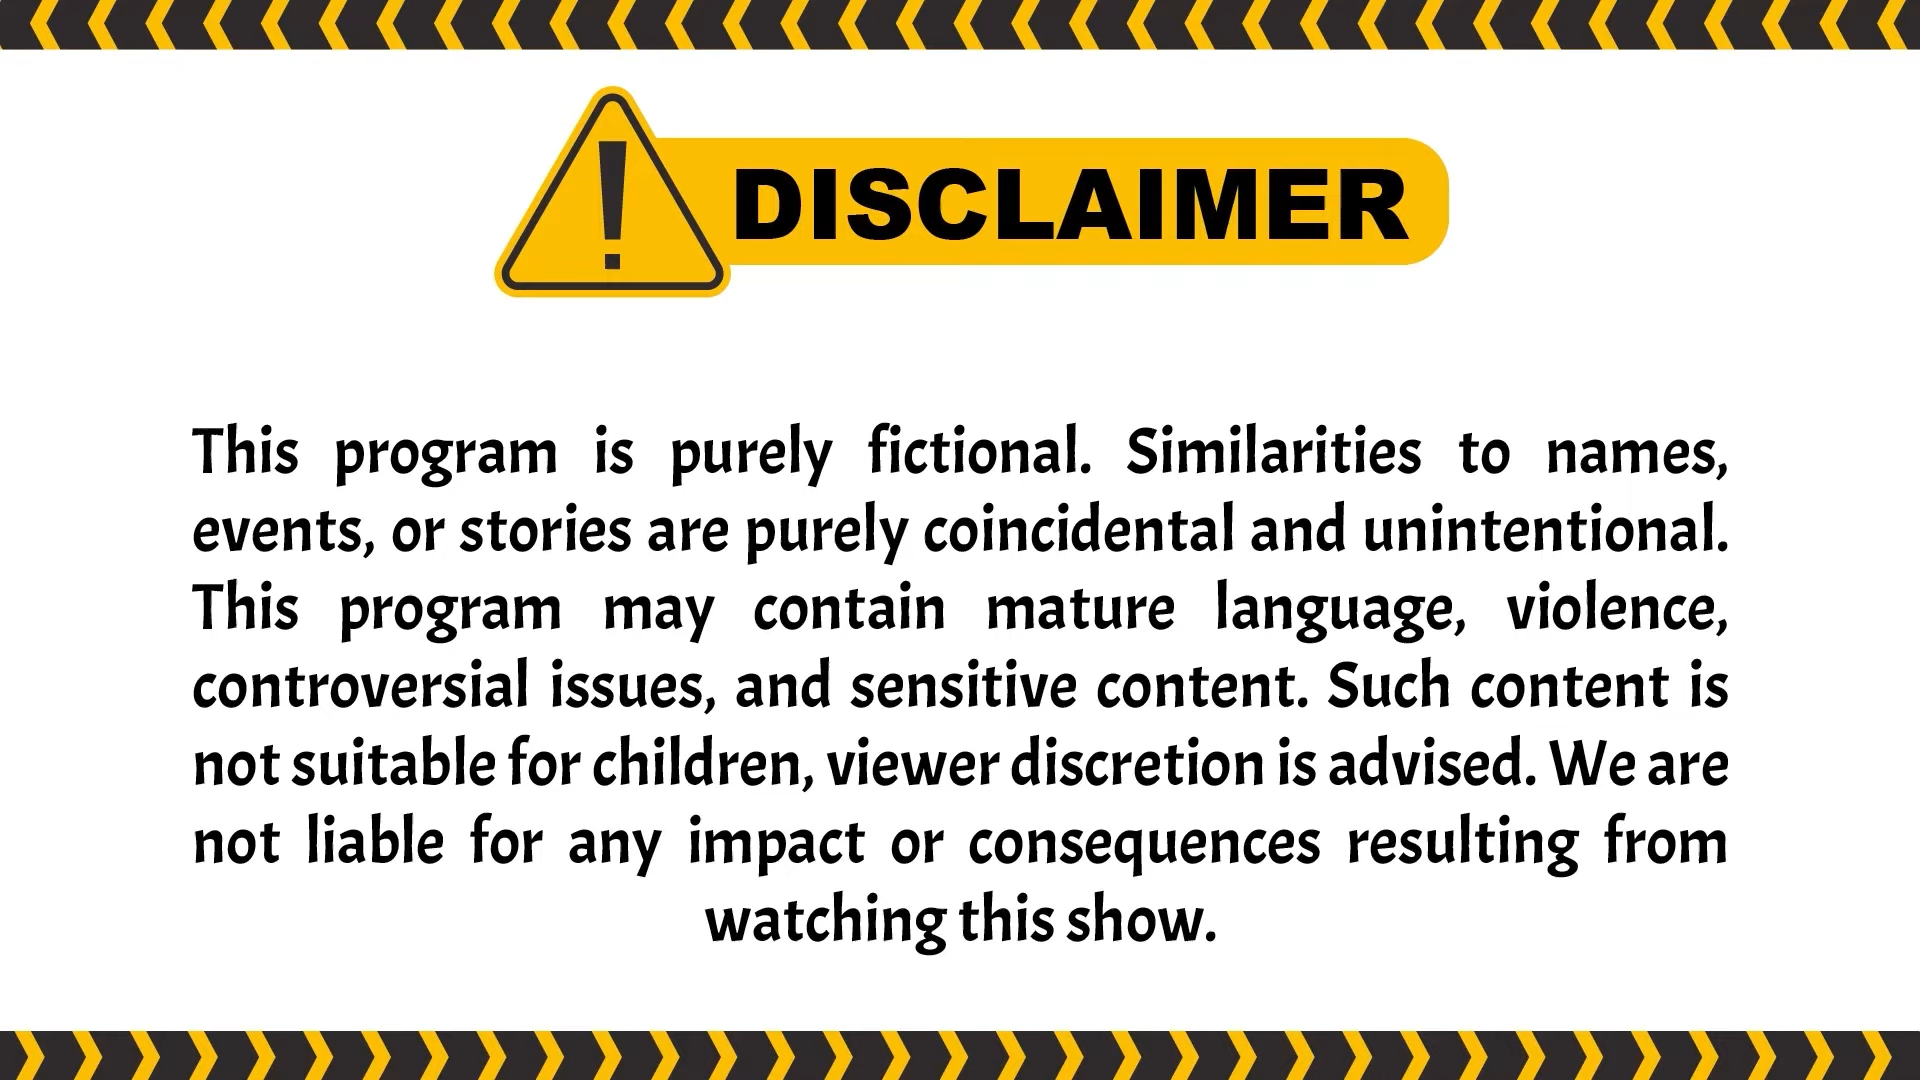 DISCLAIMER
This program is purely fictional. Similarities to names,
events, or stories are purely coincidental and unintentional.
This program may contain mature language, violence,
controversial issues, and sensitive content. Such content is
not suitable for children, viewer discretion is advised. We are
not liable for any impact or consequences resulting from
watching this show.